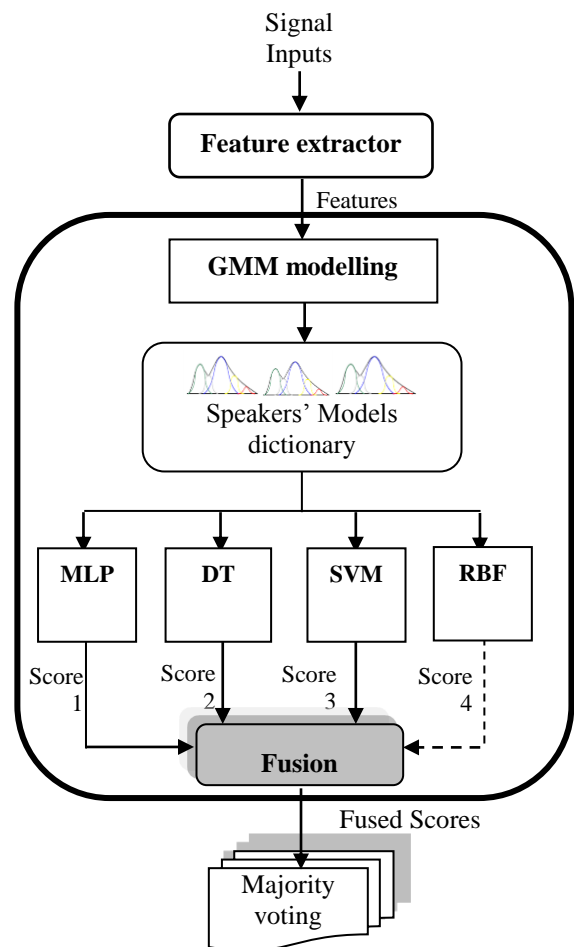 Signal
Inputs
Feature extractor
Features
GMM modelling
Speakers’ Models
dictionary
MLP
DT
SVM
RBF
Score
1
Score
2
Score
3
Score
4
Fusion
Fused Scores
Majority
voting